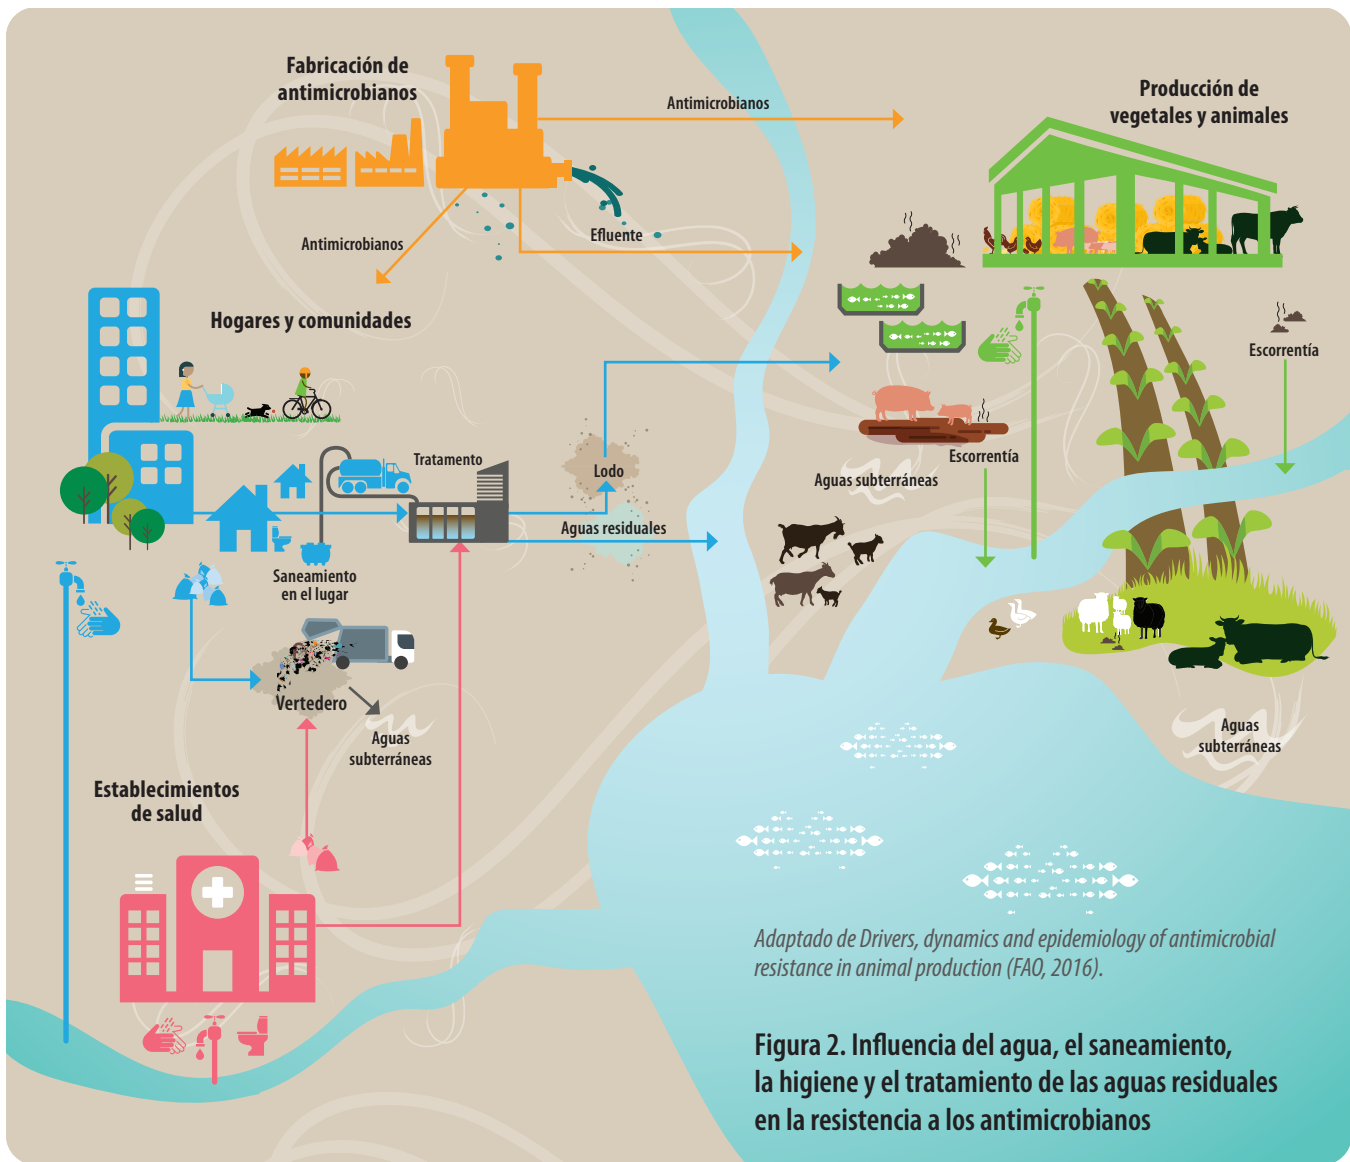 Fabricación de
antimicrobianos
Antimicrobianos
Producción de
vegetales y animales
Antimicrobianos
Efluente
Hogares y comunidades
Escorrentía
Tratamiento
Lodo
Escorrentía
Aguas subterráneas
Aguas residuales
Saneamiento
en el lugar
Vertedero
Aguas
subterráneas
Aguas
subterráneas
Establecimientos
de salud
Adaptado de Drivers, dynamics and epidemiology of antimicrobial
resistance in animal production (FAO, 2016).
Figura 2. Influencia del agua, el saneamiento,
la higiene y el tratamiento de las aguas residuales
en la resistencia a los antimicrobianos